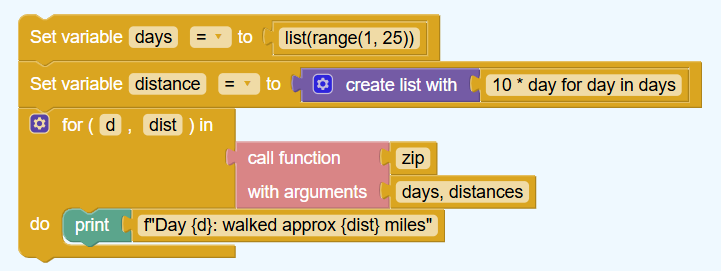 Set variable days = to list(range(1, 25))
Set variable distance = to create list with 10 * day for day in days
for ( d , dist ) in
call function zip
with arguments days, distances
do print f"Day {d}: walked approx {dist} miles"